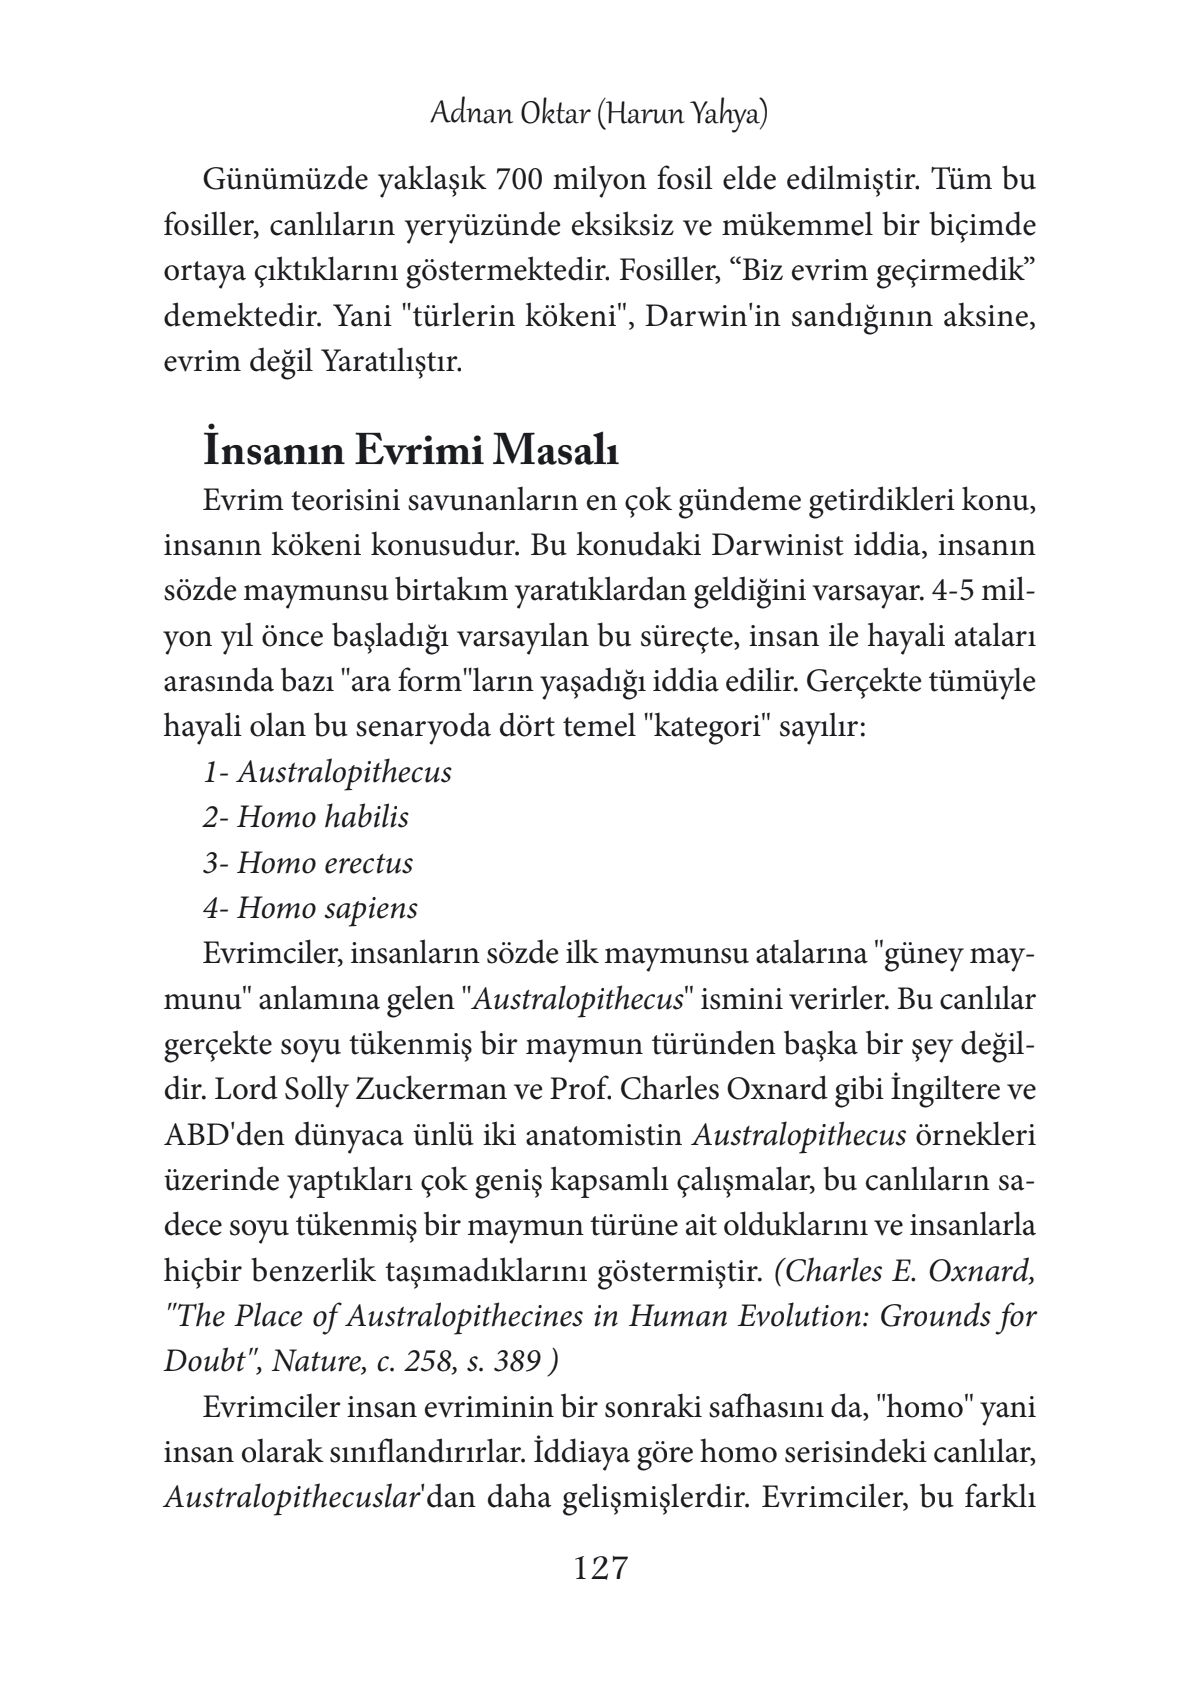 Adnan Oktar (Harun Yahya)
Günümüzde yaklaşık 700 milyon fosil elde edilmiştir. Tüm bu
fosiller, canlıların yeryüzünde eksiksiz ve mükemmel bir biçimde
ortaya çıktıklarını göstermektedir. Fosiller, “Biz evrim geçirmedik”
demektedir. Yani "türlerin kökeni", Darwin'in sandığının aksine,
evrim değil Yaratılıştır.
İnsanın Evrimi Masalı
Evrim teorisini savunanların en çok gündeme getirdikleri konu,
insanın kökeni konusudur. Bu konudaki Darwinist iddia, insanın
sözde maymunsu birtakım yaratıklardan geldiğini varsayar. 4-5 mil-
yon yıl önce başladığı varsayılan bu süreçte, insan ile hayali ataları
arasında bazı "ara form"ların yaşadığı iddia edilir. Gerçekte tümüyle
hayali olan bu senaryoda dört temel "kategori" sayılır:
1- Australopithecus
2- Homo habilis
3- Homo erectus
4- Homo sapiens
Evrimciler, insanların sözde ilk maymunsu atalarına "güney may-
munu" anlamına gelen "Australopithecus" ismini verirler. Bu canlılar
gerçekte soyu tükenmiş bir maymun türünden başka bir şey değil-
dir. Lord Solly Zuckerman ve Prof. Charles Oxnard gibi İngiltere ve
ABD'den dünyaca ünlü iki anatomistin Australopithecus örnekleri
üzerinde yaptıkları çok geniş kapsamlı çalışmalar, bu canlıların sa-
dece soyu tükenmiş bir maymun türüne ait olduklarını ve insanlarla
hiçbir benzerlik taşımadıklarını göstermiştir. (Charles E. Oxnard,
"The Place of Australopithecines in Human Evolution: Grounds for
Doubt", Nature, c. 258, s. 389 )
Evrimciler insan evriminin bir sonraki safhasını da, "homo" yani
insan olarak sınıflandırırlar. İddiaya göre homo serisindeki canlılar,
Australopithecuslar'dan daha gelişmişlerdir. Evrimciler, bu farklı
127